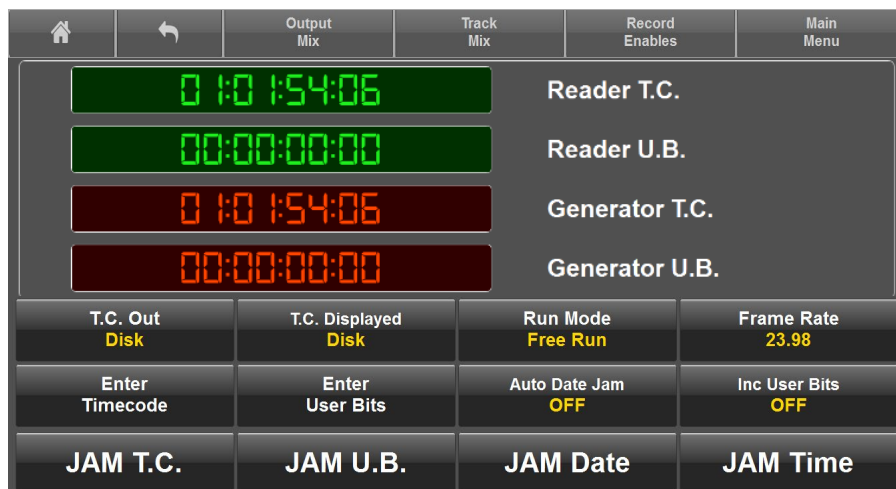 Output
Mix
Track
Mix
Record
Enables
Main
Menu
01:01:54:06
Reader T.C.
00:00:00:00
Reader U.B.
01:01:54:06
Generator T.C.
00:00:00:00
Generator U.B.
T.C. Out
Disk
T.C. Displayed
Disk
Run Mode
Free Run
Frame Rate
23.98
Enter
Timecode
Enter
User Bits
Auto Date Jam
OFF
Inc User Bits
OFF
JAM T.C.
JAM U.B.
JAM Date
JAM Time